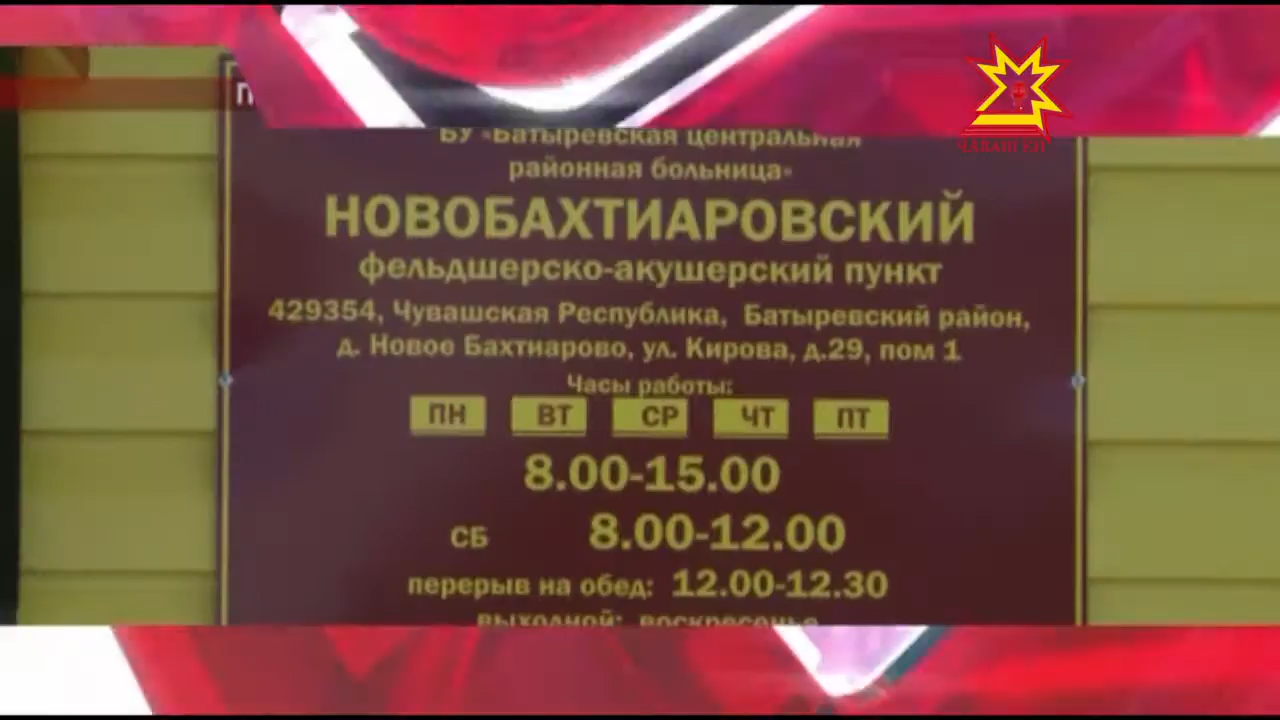 БУ «Батыревская центральная
районная больница»
НОВОБАХТИАРОВСКИЙ
фельдшерско-акушерский пункт
429354, Чувашская Республика, Батыревский район,
д. Новое Бахтиарово, ул. Кирова, д.29, пом 1
Часы работы:
ПН ВТ СР ЧТ ПТ
8.00-15.00
СБ 8.00-12.00
перерыв на обед: 12.00-12.30
выходной: воскресенье